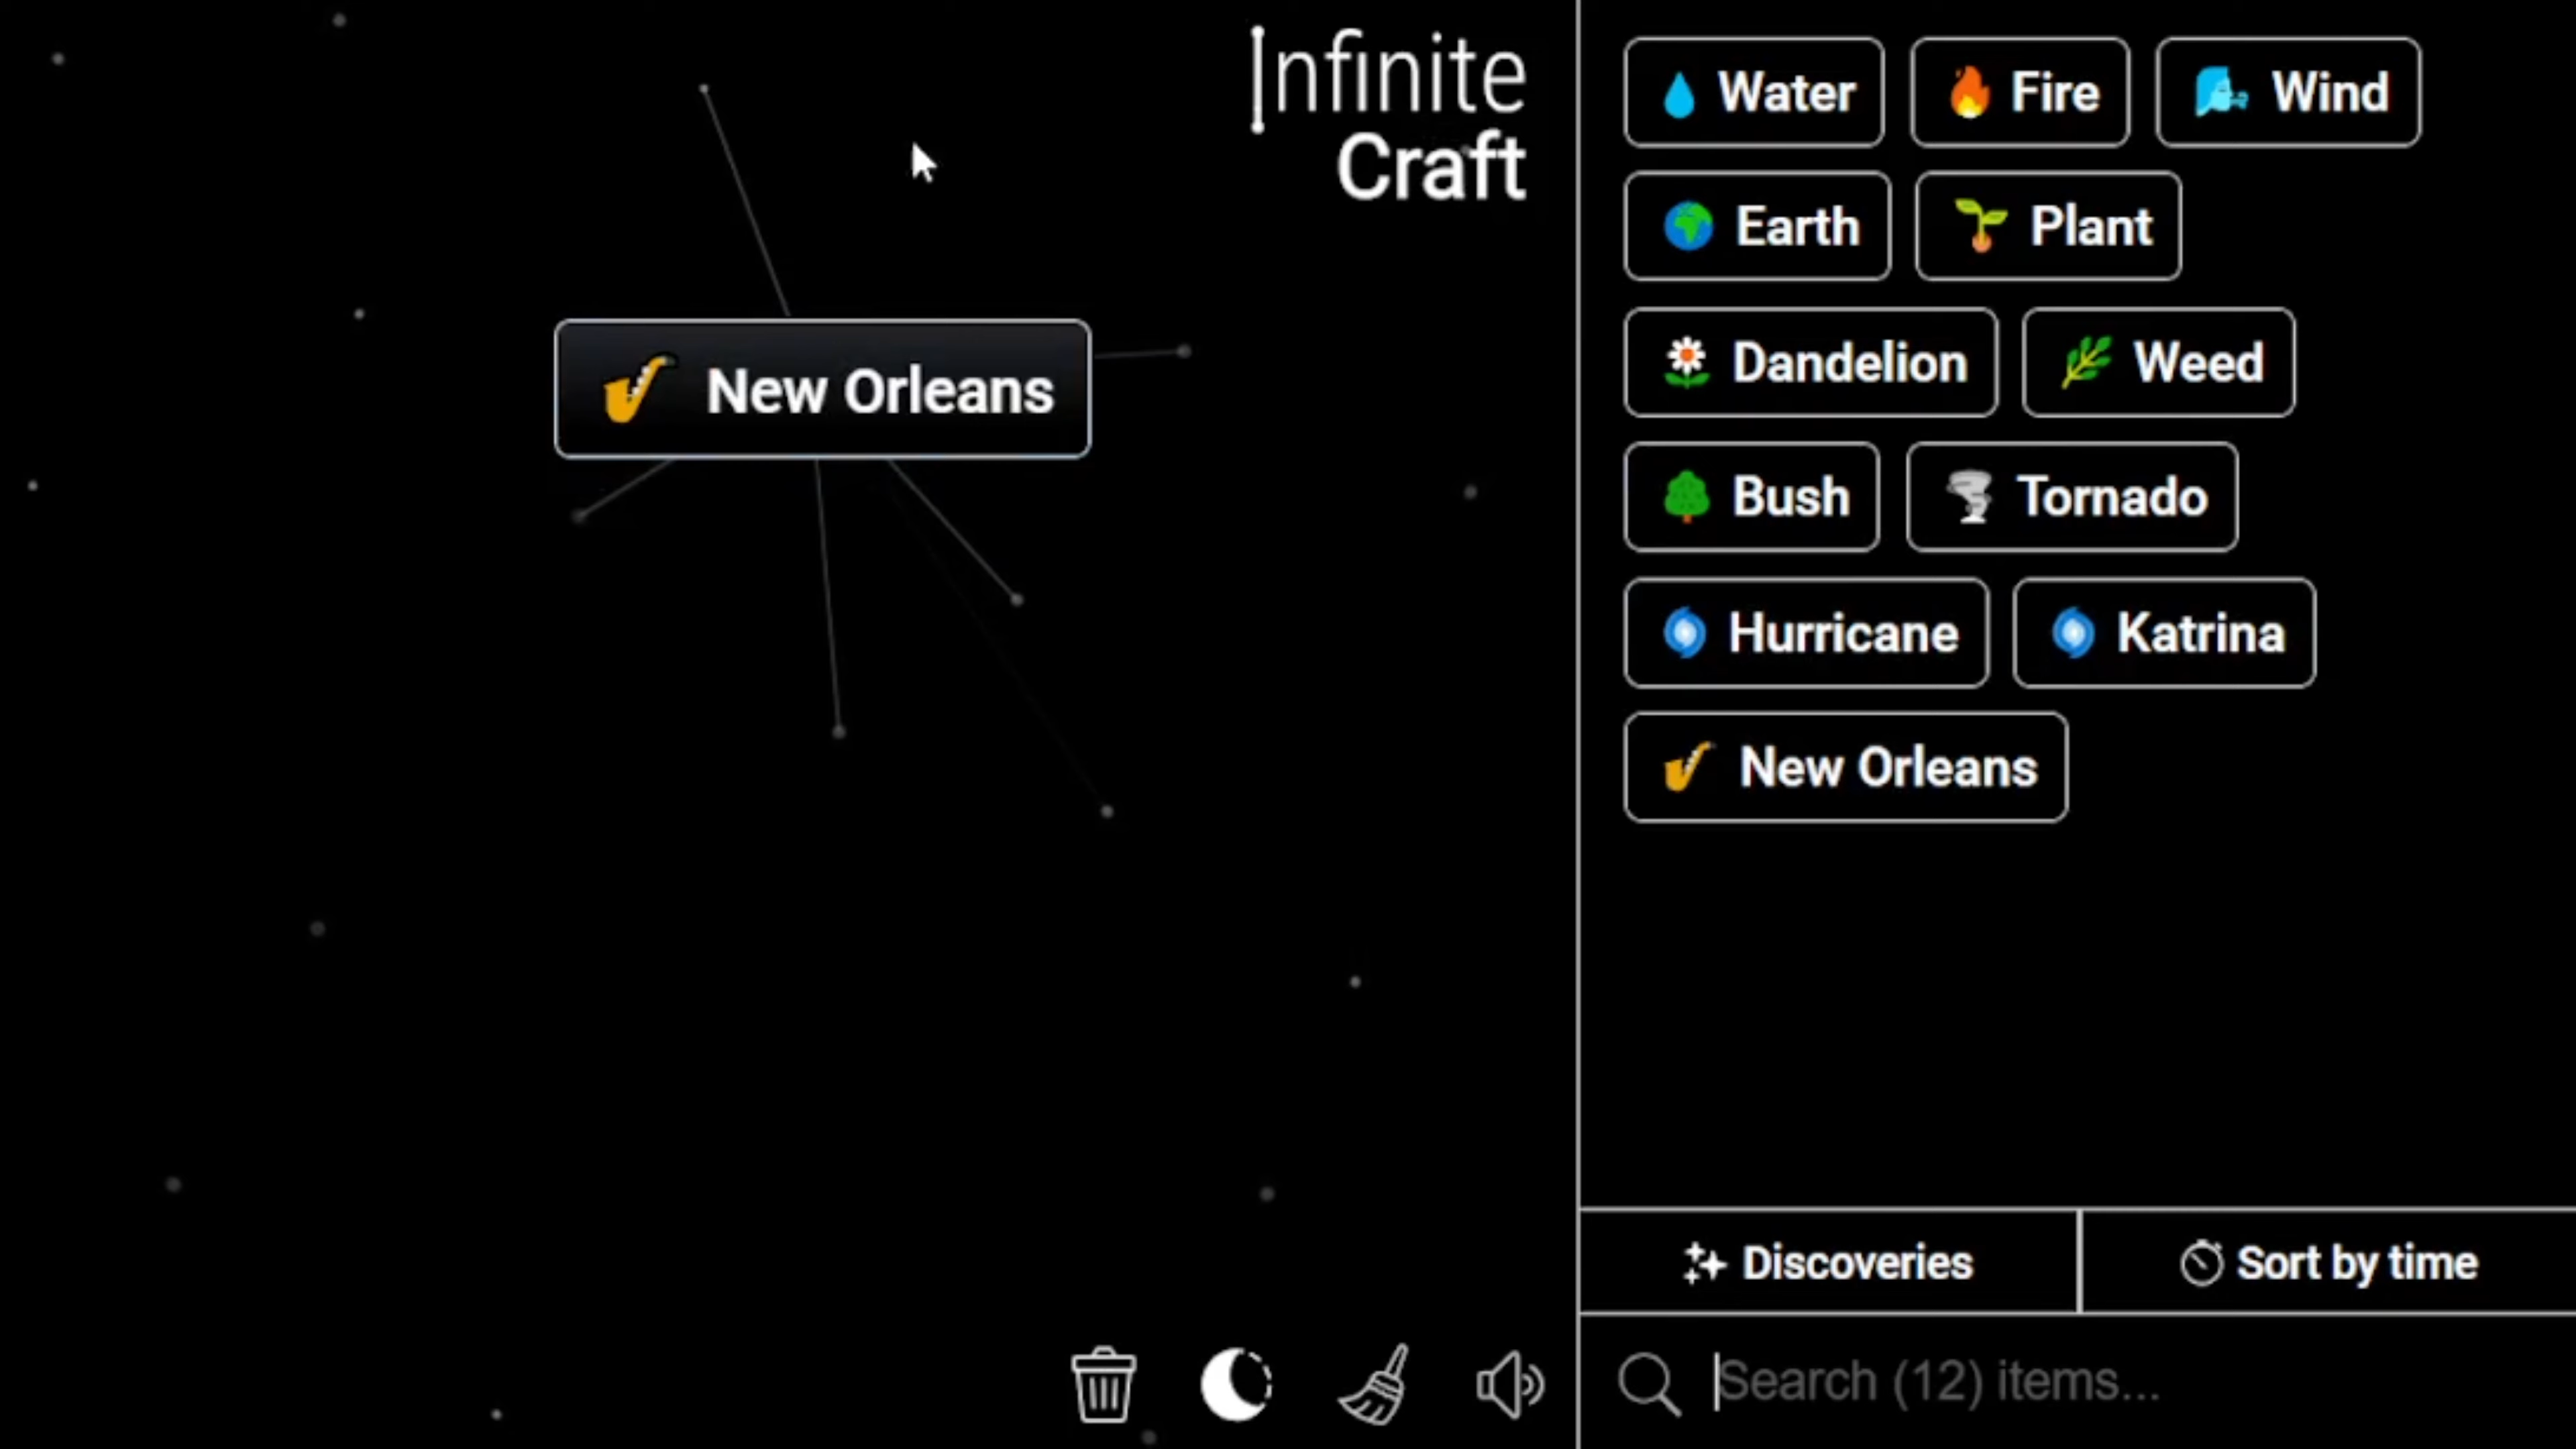 Infinite
Craft
New Orleans
Water Fire Wind
Earth Plant
Dandelion Weed
Bush Tornado
Hurricane Katrina
New Orleans
Discoveries Sort by time
Search (12) items...